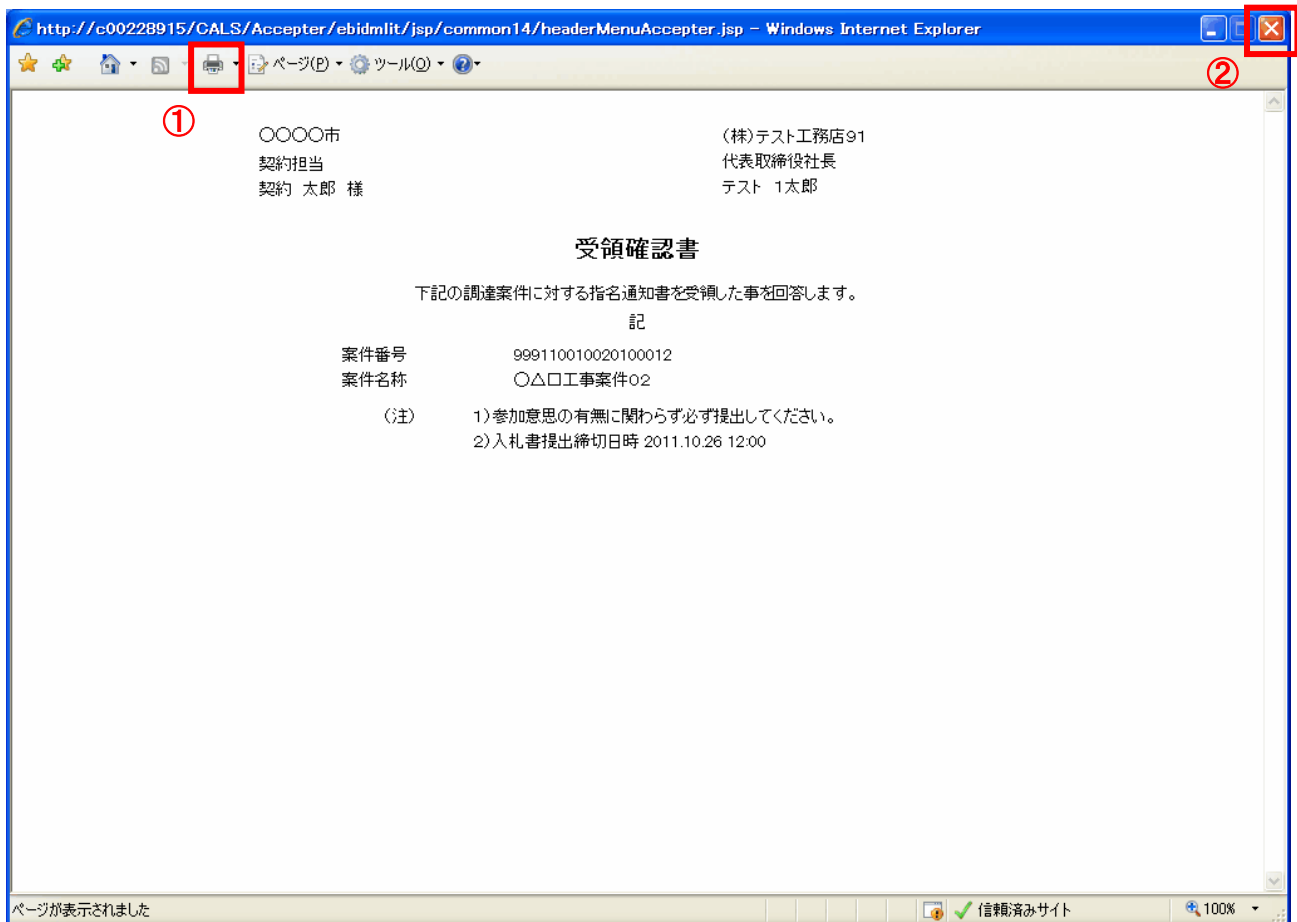 http://c00228915/CALS/Accepter/ebidmlit/jsp/common14/headerMenuAccepter.jsp - Windows Internet Explorer
ページ(P) ツール(O)
①
②
〇〇〇〇市
契約担当
契約 太郎 様
(株)テスト工務店91
代表取締役社長
テスト 1太郎
受領確認書
下記の調達案件に対する指名通知書を受領した事を回答します。
記
案件番号 999110010020100012
案件名称 〇△口工事案件02
(注) 1)参加意思の有無に関わらず必ず提出してください。
2)入札書提出締切日時 2011.10.26 12:00
ページが表示されました 信頼済みサイト 100%